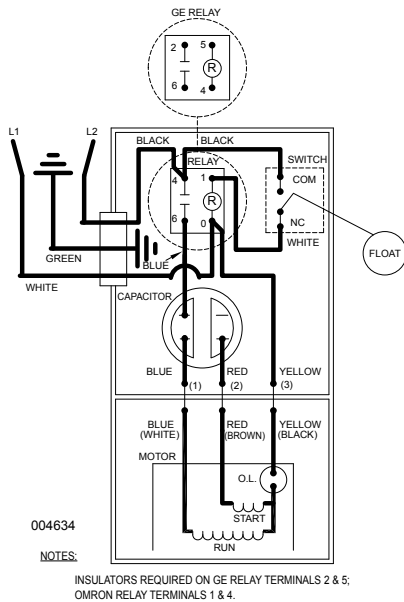 GE RELAY
2 5
R
6 4
L1 L2
BLACK BLACK
RELAY SWITCH
4 1 COM
R
6 0 NC
WHITE
FLOAT
GREEN BLUE
WHITE
CAPACITOR
BLUE RED YELLOW
(1) (2) (3)
BLUE RED YELLOW
(WHITE) (BROWN) (BLACK)
MOTOR
O.L.
START
RUN
004634
NOTES:
INSULATORS REQUIRED ON GE RELAY TERMINALS 2 & 5;
OMRON RELAY TERMINALS 1 & 4.